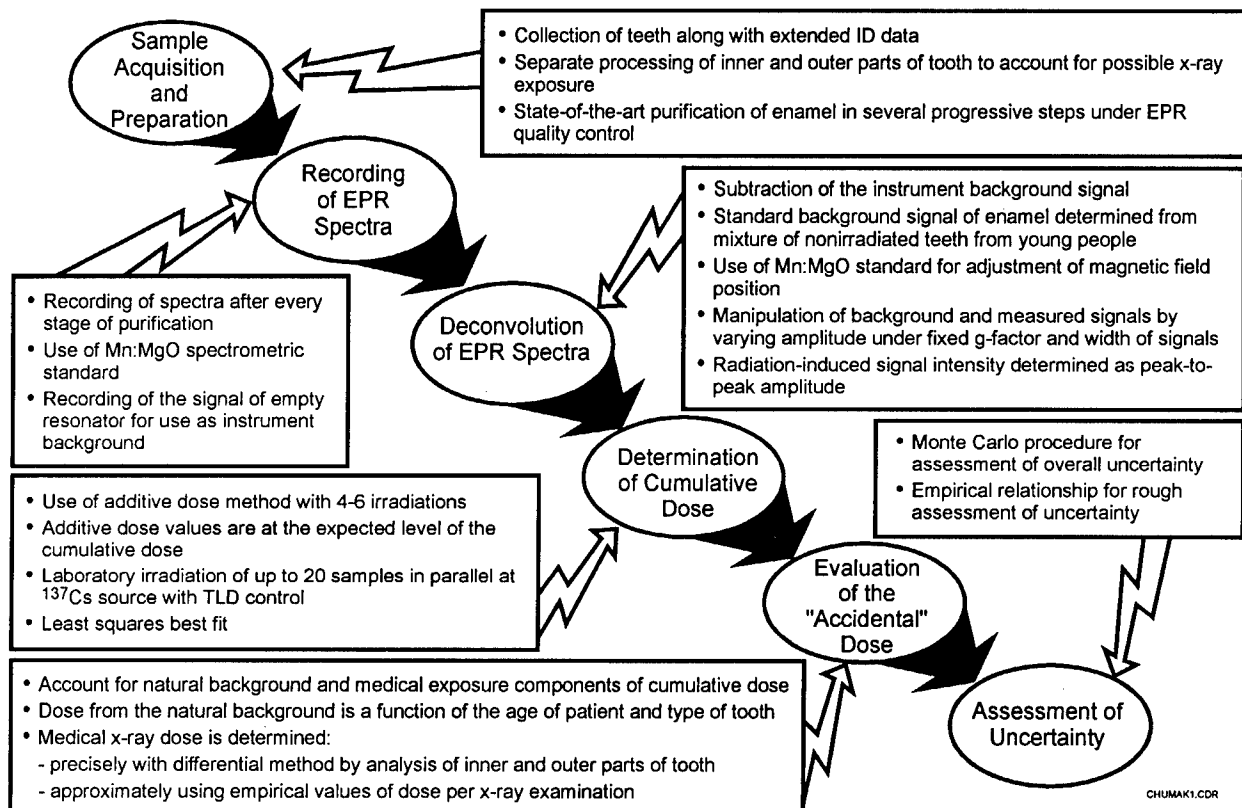 Sample
Acquisition
and
Preparation
• Collection of teeth along with extended ID data
• Separate processing of inner and outer parts of tooth to account for possible x-ray
exposure
• State-of-the-art purification of enamel in several progressive steps under EPR
quality control
Recording
of EPR
Spectra
• Recording of spectra after every
stage of purification
• Use of Mn:MgO spectrometric
standard
• Recording of the signal of empty
resonator for use as instrument
background
Deconvolution
of EPR Spectra
• Subtraction of the instrument background signal
• Standard background signal of enamel determined from
mixture of nonirradiated teeth from young people
• Use of Mn:MgO standard for adjustment of magnetic field
position
• Manipulation of background and measured signals by
varying amplitude under fixed g-factor and width of signals
• Radiation-induced signal intensity determined as peak-to-
peak amplitude
Determination
of Cumulative
Dose
• Use of additive dose method with 4-6 irradiations
• Additive dose values are at the expected level of the
cumulative dose
• Laboratory irradiation of up to 20 samples in parallel at
¹³⁷Cs source with TLD control
• Least squares best fit
Evaluation
of the
"Accidental"
Dose
• Account for natural background and medical exposure components of cumulative dose
• Dose from the natural background is a function of the age of patient and type of tooth
• Medical x-ray dose is determined:
- precisely with differential method by analysis of inner and outer parts of tooth
- approximately using empirical values of dose per x-ray examination
Assessment of
Uncertainty
• Monte Carlo procedure for
assessment of overall uncertainty
• Empirical relationship for rough
assessment of uncertainty
CHUMAK1.CDR